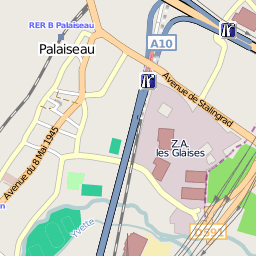 RER B Palaiseau
A10
Palaiseau
Avenue de Stalingrad
Avenue du 8 Mai 1945
Z.A.
les Glaises
Yvette
D591